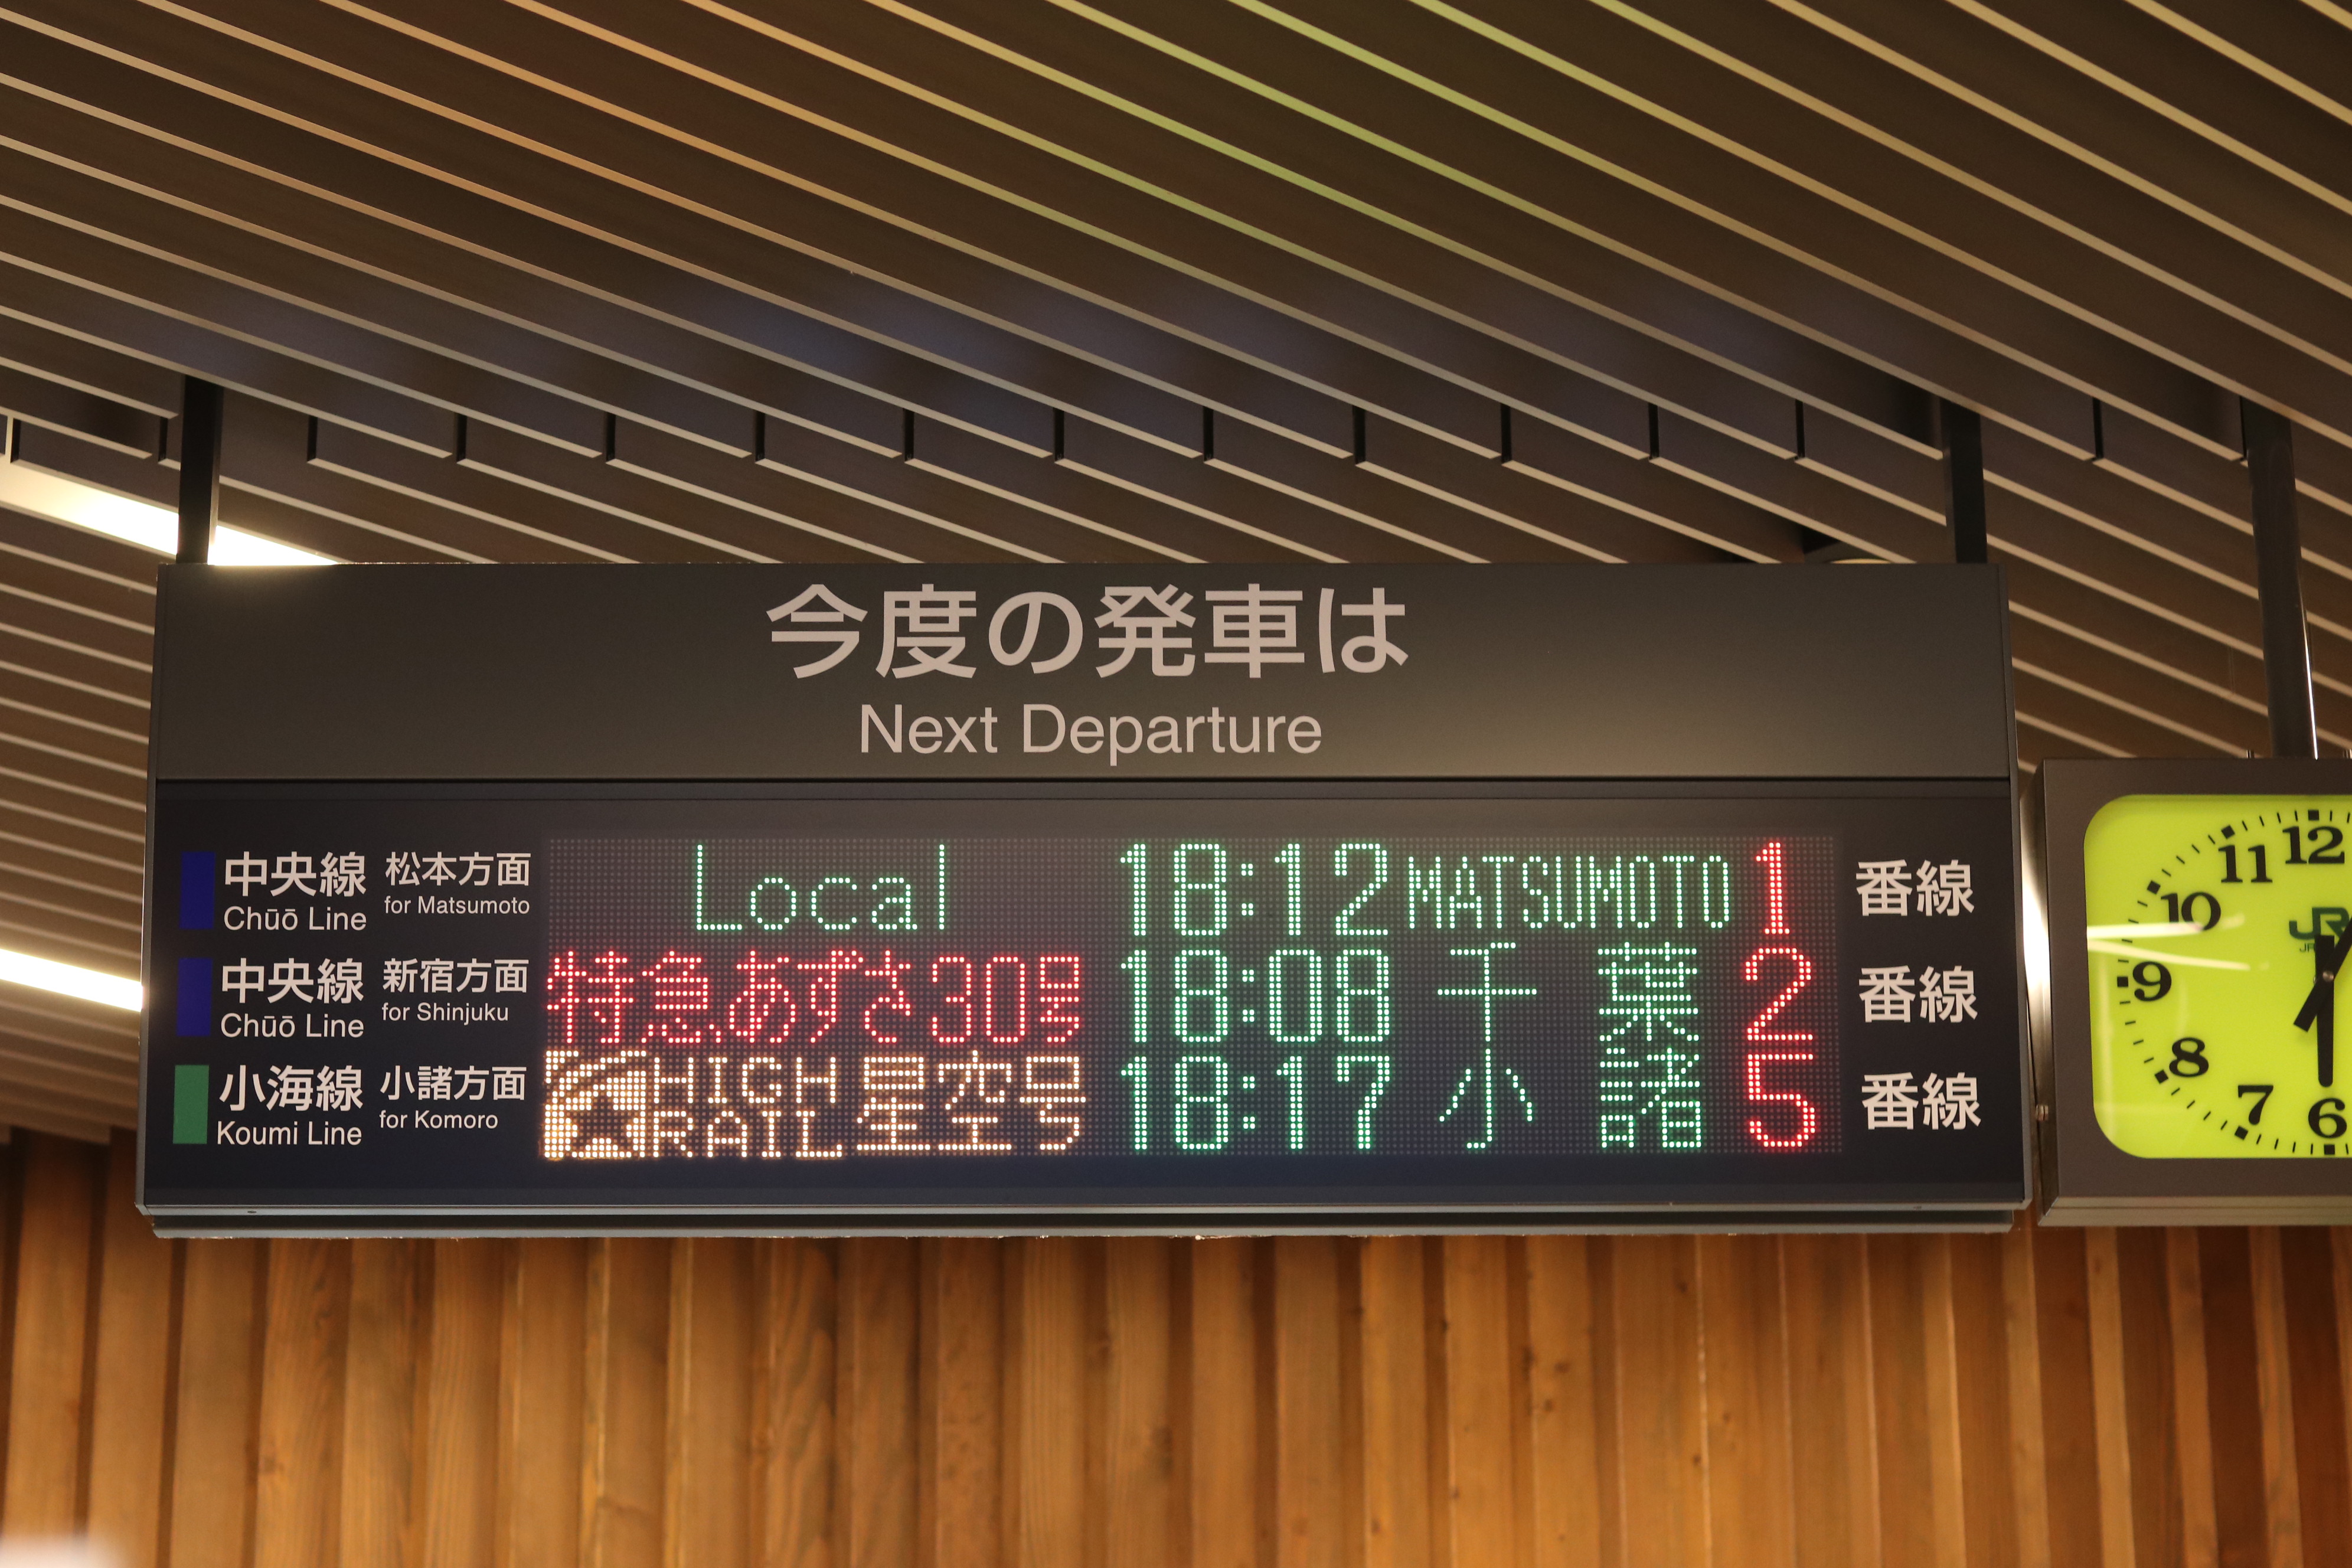 今度の発車は
Next Departure
中央線 松本方面 Local 18:12 MATSUMOTO 1 番線
Chūō Line for Matsumoto
中央線 新宿方面 特急あずさ30号 18:08 千葉 2 番線
Chūō Line for Shinjuku
小海線 小諸方面 HIGH RAIL 星空号 18:17 小諸 5 番線
Koumi Line for Komoro
12
11
10
9
8
7
6
JR